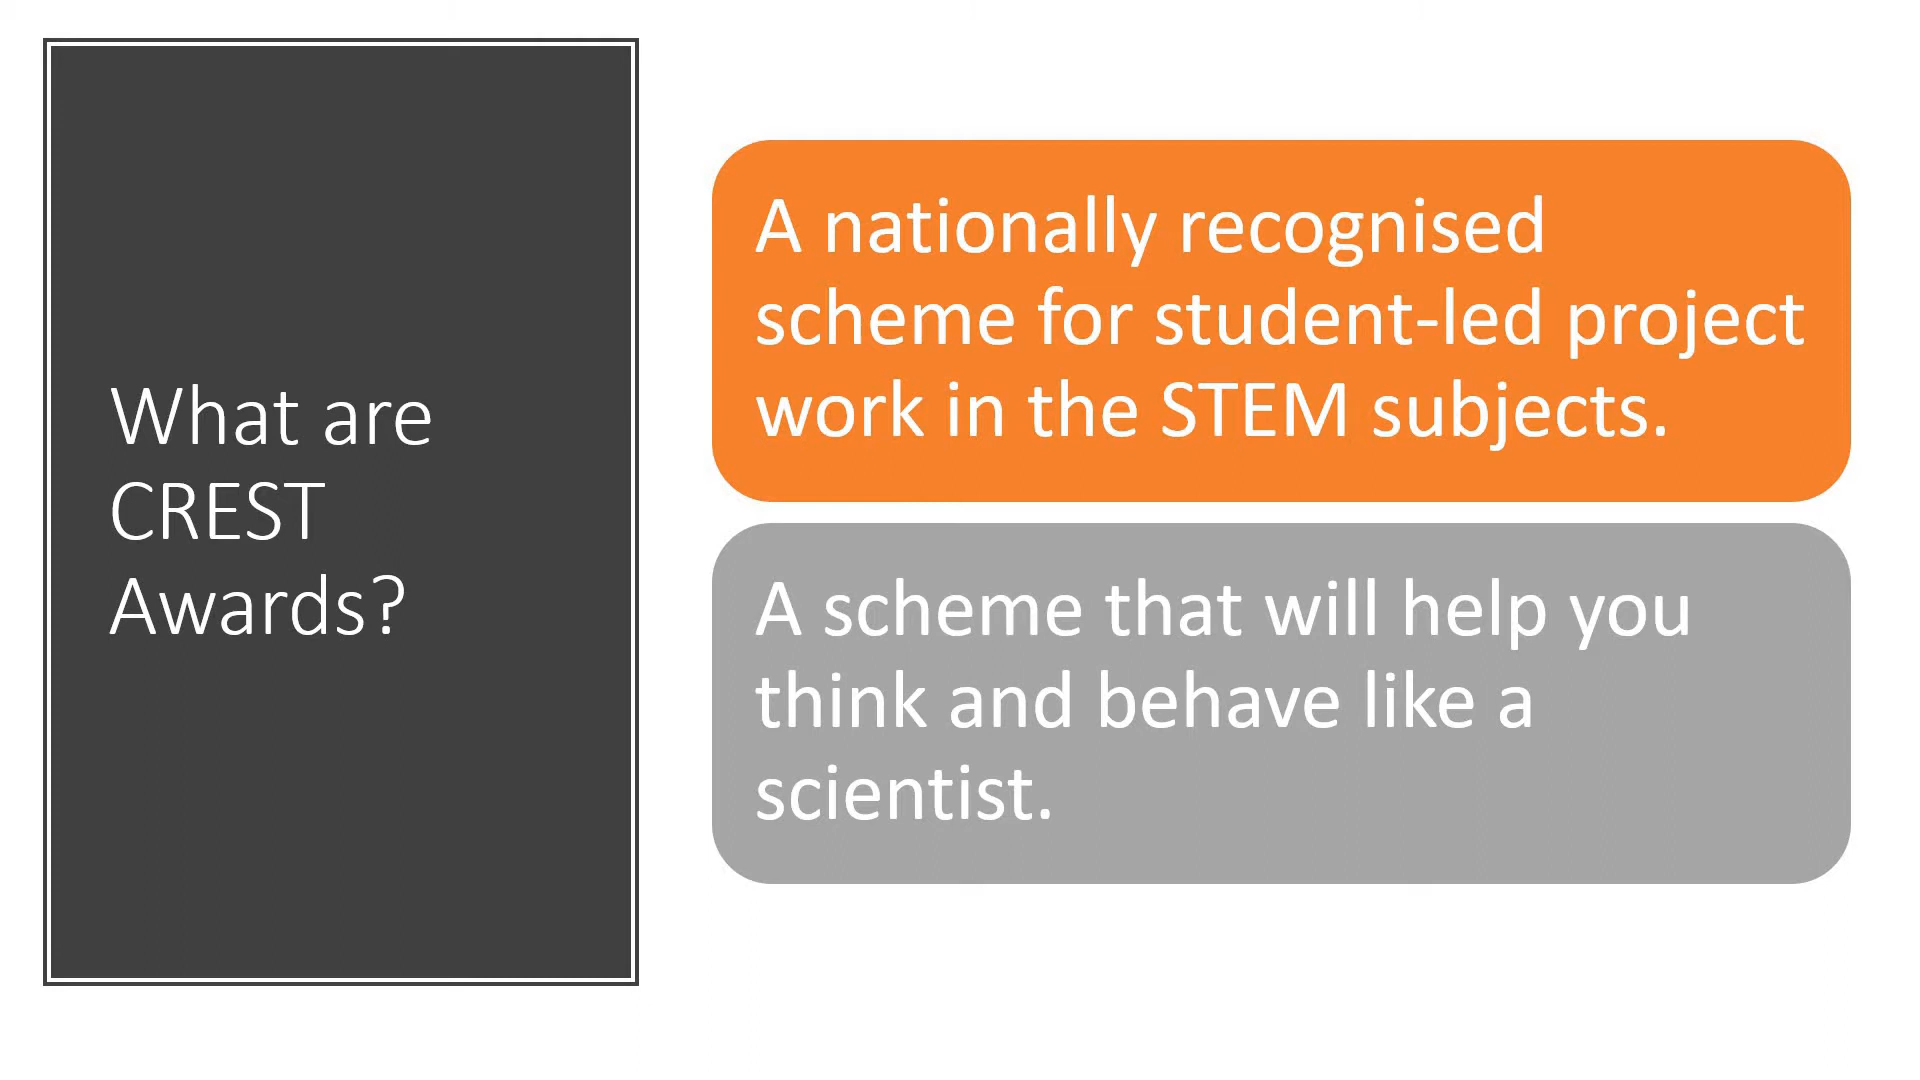 What are
CREST
Awards?
A nationally recognised
scheme for student-led project
work in the STEM subjects.
A scheme that will help you
think and behave like a
scientist.